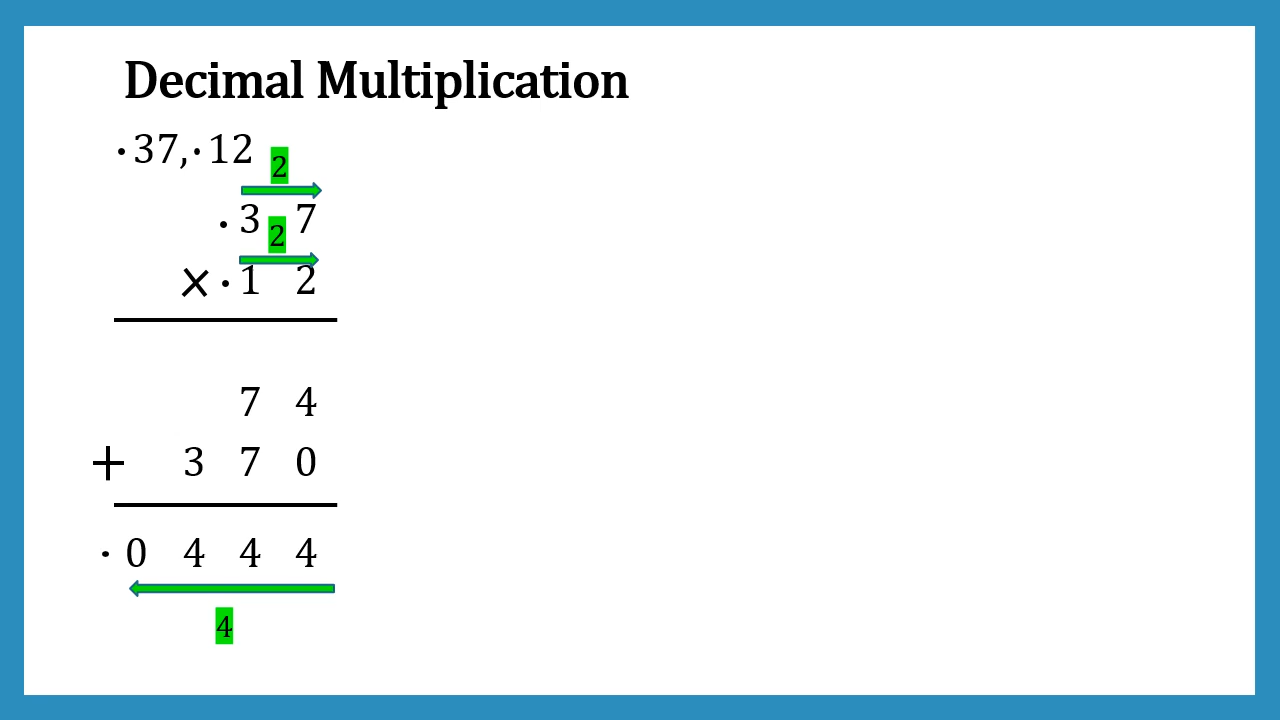 Decimal Multiplication
·37,·12
2
·3 7
2
×·1 2
7 4
+ 3 7 0
·0 4 4 4
4